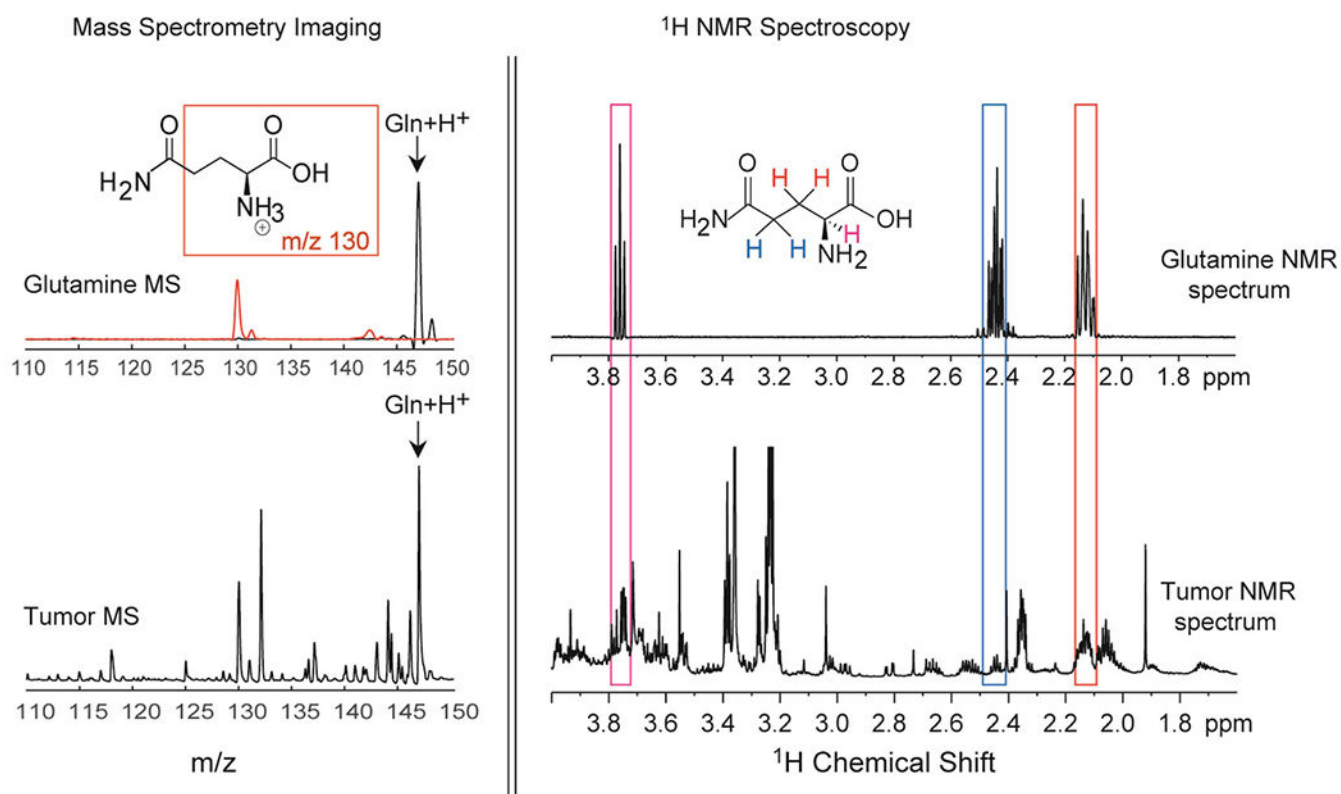 Mass Spectrometry Imaging
¹H NMR Spectroscopy
O
O
H₂N
OH
NH₃
⊕
m/z 130
Gln+H⁺
Glutamine MS
110 115 120 125 130 135 140 145 150
Gln+H⁺
Tumor MS
110 115 120 125 130 135 140 145 150
m/z
O
H H
O
H₂N
OH
H
H H
NH₂
Glutamine NMR
spectrum
3.8 3.6 3.4 3.2 3.0 2.8 2.6 2.4 2.2 2.0 1.8 ppm
Tumor NMR
spectrum
3.8 3.6 3.4 3.2 3.0 2.8 2.6 2.4 2.2 2.0 1.8 ppm
¹H Chemical Shift